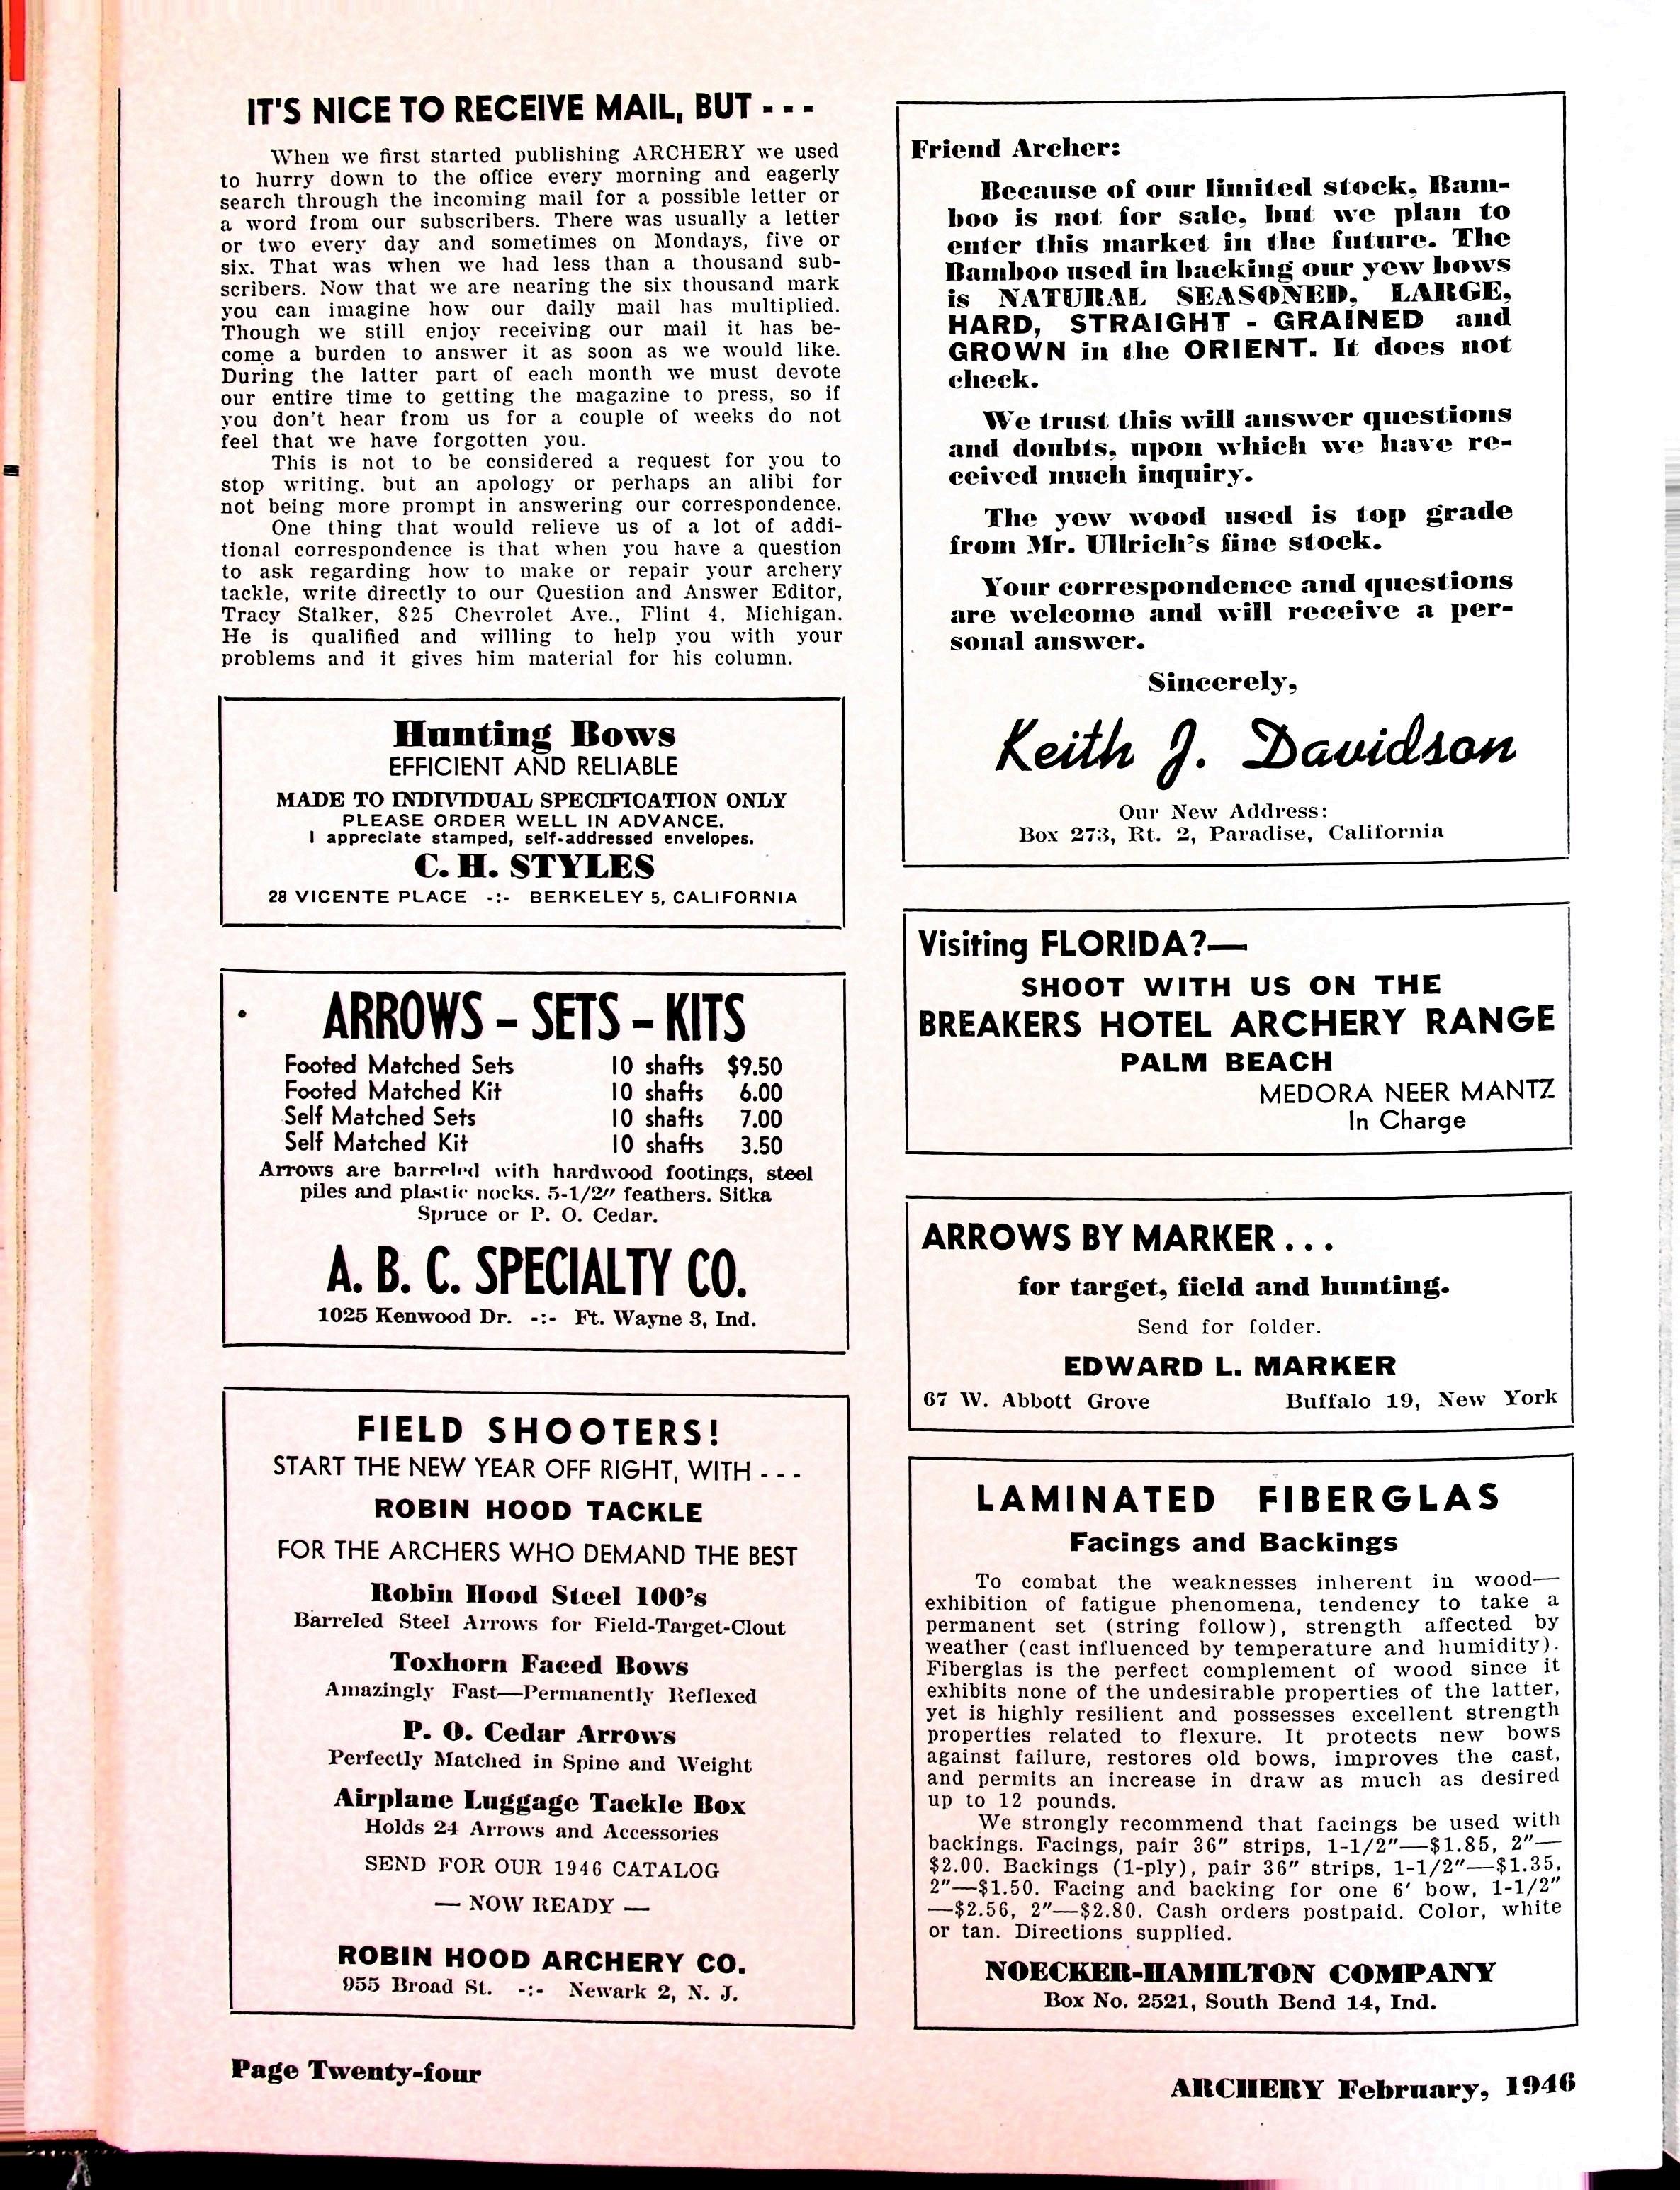 IT'S NICE TO RECEIVE MAIL, BUT - - -
When we first started publishing ARCHERY we used
to hurry down to the office every morning and eagerly
search through the incoming mail for a possible letter or
a word from our subscribers. There was usually a letter
or two every day and sometimes on Mondays, five or
six. That was when we had less than a thousand sub-
scribers. Now that we are nearing the six thousand mark
you can imagine how our daily mail has multiplied.
Though we still enjoy receiving our mail it has be-
come a burden to answer it as soon as we would like.
During the latter part of each month we must devote
our entire time to getting the magazine to press, so if
you don't hear from us for a couple of weeks do not
feel that we have forgotten you.
This is not to be considered a request for you to
stop writing. but an apology or perhaps an alibi for
not being more prompt in answering our correspondence.
One thing that would relieve us of a lot of addi-
tional correspondence is that when you have a question
to ask regarding how to make or repair your archery
tackle, write directly to our Question and Answer Editor,
Tracy Stalker, 825 Chevrolet Ave., Flint 4, Michigan.
He is qualified and willing to help you with your
problems and it gives him material for his column.
Hunting Bows
EFFICIENT AND RELIABLE
MADE TO INDIVIDUAL SPECIFICATION ONLY
PLEASE ORDER WELL IN ADVANCE.
I appreciate stamped, self-addressed envelopes.
C. H. STYLES
28 VICENTE PLACE -:- BERKELEY 5, CALIFORNIA
ARROWS – SETS – KITS
Footed Matched Sets 10 shafts $9.50
Footed Matched Kit 10 shafts 6.00
Self Matched Sets 10 shafts 7.00
Self Matched Kit 10 shafts 3.50
Arrows are barreled with hardwood footings, steel
piles and plastic nocks. 5-1/2" feathers. Sitka
Spruce or P. O. Cedar.
A. B. C. SPECIALTY CO.
1025 Kenwood Dr. -:- Ft. Wayne 3, Ind.
FIELD SHOOTERS!
START THE NEW YEAR OFF RIGHT, WITH - - -
ROBIN HOOD TACKLE
FOR THE ARCHERS WHO DEMAND THE BEST
Robin Hood Steel 100's
Barreled Steel Arrows for Field-Target-Clout
Toxhorn Faced Bows
Amazingly Fast—Permanently Reflexed
P. O. Cedar Arrows
Perfectly Matched in Spine and Weight
Airplane Luggage Tackle Box
Holds 24 Arrows and Accessories
SEND FOR OUR 1946 CATALOG
— NOW READY —
ROBIN HOOD ARCHERY CO.
955 Broad St. -:- Newark 2, N. J.
Friend Archer:
Because of our limited stock, Bam-
boo is not for sale, but we plan to
enter this market in the future. The
Bamboo used in backing our yew bows
is NATURAL SEASONED, LARGE,
HARD, STRAIGHT - GRAINED and
GROWN in the ORIENT. It does not
check.
We trust this will answer questions
and doubts, upon which we have re-
ceived much inquiry.
The yew wood used is top grade
from Mr. Ullrich's fine stock.
Your correspondence and questions
are welcome and will receive a per-
sonal answer.
Sincerely,
Keith J. Davidson
Our New Address:
Box 273, Rt. 2, Paradise, California
Visiting FLORIDA?—
SHOOT WITH US ON THE
BREAKERS HOTEL ARCHERY RANGE
PALM BEACH
MEDORA NEER MANTZ
In Charge
ARROWS BY MARKER . . .
for target, field and hunting.
Send for folder.
EDWARD L. MARKER
67 W. Abbott Grove Buffalo 19, New York
LAMINATED FIBERGLAS
Facings and Backings
To combat the weaknesses inherent in wood—
exhibition of fatigue phenomena, tendency to take a
permanent set (string follow), strength affected by
weather (cast influenced by temperature and humidity).
Fiberglas is the perfect complement of wood since it
exhibits none of the undesirable properties of the latter,
yet is highly resilient and possesses excellent strength
properties related to flexure. It protects new bows
against failure, restores old bows, improves the cast,
and permits an increase in draw as much as desired
up to 12 pounds.
We strongly recommend that facings be used with
backings. Facings, pair 36" strips, 1-1/2"—$1.85, 2"—
$2.00. Backings (1-ply), pair 36" strips, 1-1/2"—$1.35,
2"—$1.50. Facing and backing for one 6' bow, 1-1/2"
—$2.56, 2"—$2.80. Cash orders postpaid. Color, white
or tan. Directions supplied.
NOECKER-HAMILTON COMPANY
Box No. 2521, South Bend 14, Ind.
Page Twenty-four
ARCHERY February, 1946